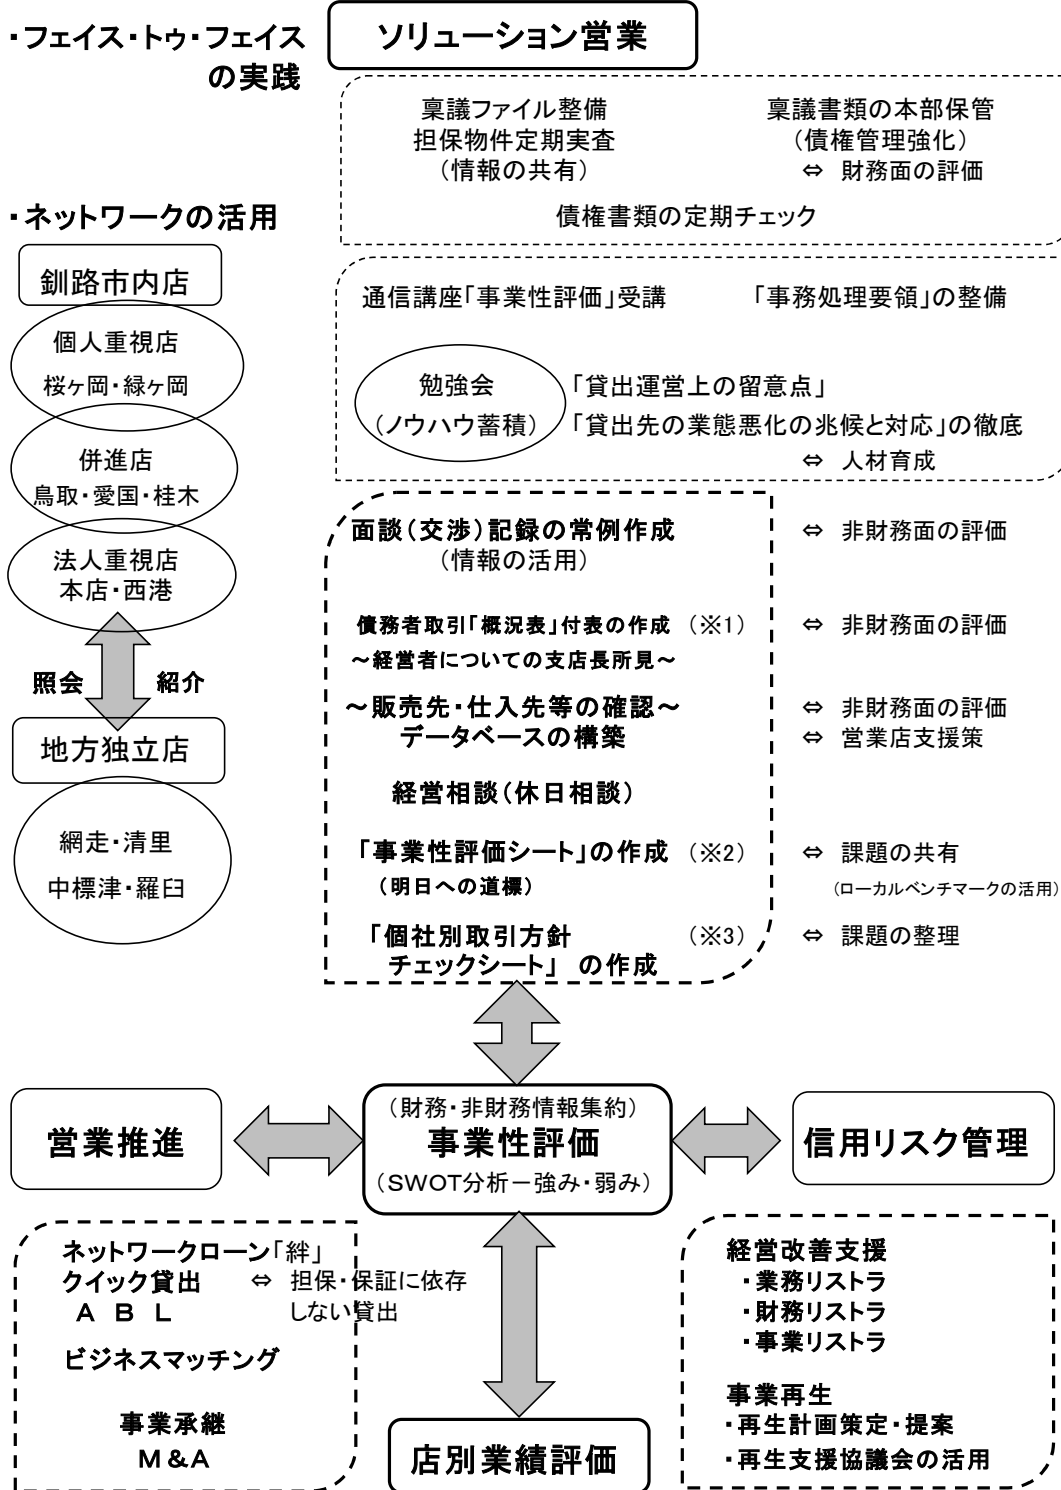 ・フェイス・トゥ・フェイス
の実践
ソリューション営業
稟議ファイル整備
担保物件定期実査
(情報の共有)
稟議書類の本部保管
(債権管理強化)
⇔ 財務面の評価
債権書類の定期チェック
・ネットワークの活用
釧路市内店
個人重視店
桜ヶ岡・緑ヶ岡
併進店
鳥取・愛国・桂木
法人重視店
本店・西港
照会 紹介
地方独立店
網走・清里
中標津・羅臼
通信講座「事業性評価」受講
「事務処理要領」の整備
勉強会
(ノウハウ蓄積)
「貸出運営上の留意点」
「貸出先の業態悪化の兆候と対応」の徹底
⇔ 人材育成
面談(交渉)記録の常例作成 ⇔ 非財務面の評価
(情報の活用)
債務者取引「概況表」付表の作成 (※1) ⇔ 非財務面の評価
～経営者についての支店長所見～
～販売先・仕入先等の確認～ ⇔ 非財務面の評価
データベースの構築 ⇔ 営業店支援策
経営相談(休日相談)
「事業性評価シート」の作成 (※2) ⇔ 課題の共有
(明日への道標) (ローカルベンチマークの活用)
「個社別取引方針 (※3) ⇔ 課題の整理
チェックシート」 の作成
営業推進
(財務・非財務情報集約)
事業性評価
(SWOT分析－強み・弱み)
信用リスク管理
ネットワークローン「絆」
クイック貸出 ⇔ 担保・保証に依存
A B L しない貸出
ビジネスマッチング
事業承継
M&A
店別業績評価
経営改善支援
・業務リストラ
・財務リストラ
・事業リストラ
事業再生
・再生計画策定・提案
・再生支援協議会の活用